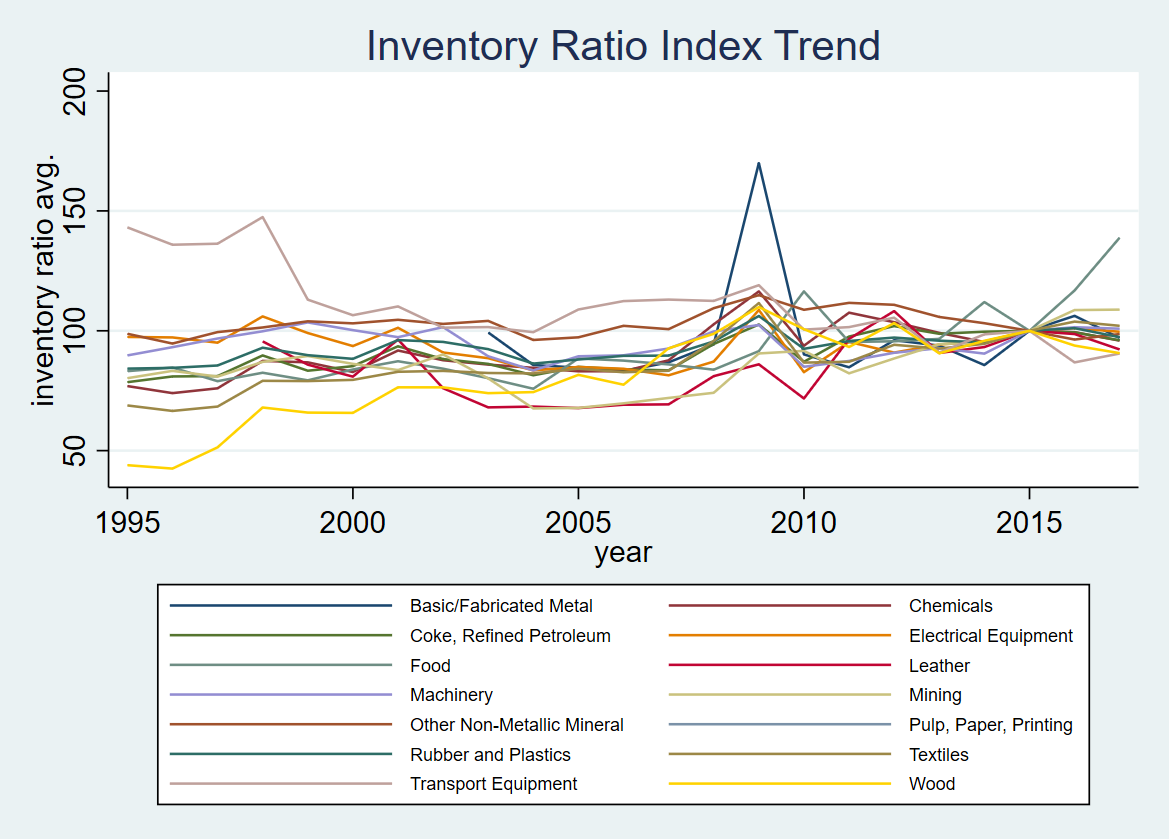 Inventory Ratio Index Trend
inventory ratio avg.
200
150
100
50
1995 2000 2005 2010 2015
year
Basic/Fabricated Metal Chemicals
Coke, Refined Petroleum Electrical Equipment
Food Leather
Machinery Mining
Other Non-Metallic Mineral Pulp, Paper, Printing
Rubber and Plastics Textiles
Transport Equipment Wood